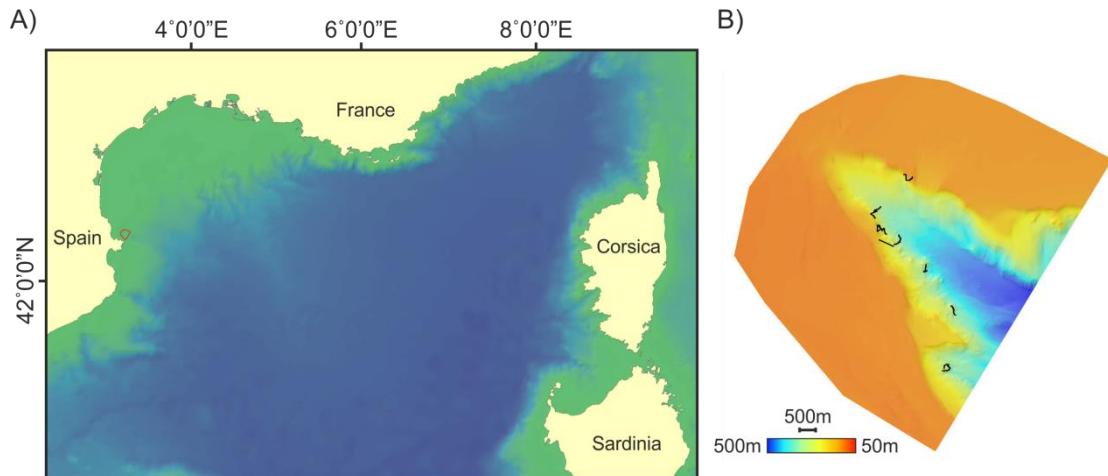 A)
4°0'0”E
6°0'0”E
8°0'0”E
France
Spain
Corsica
42°0'0”N
Sardinia
B)
500m
500m
50m